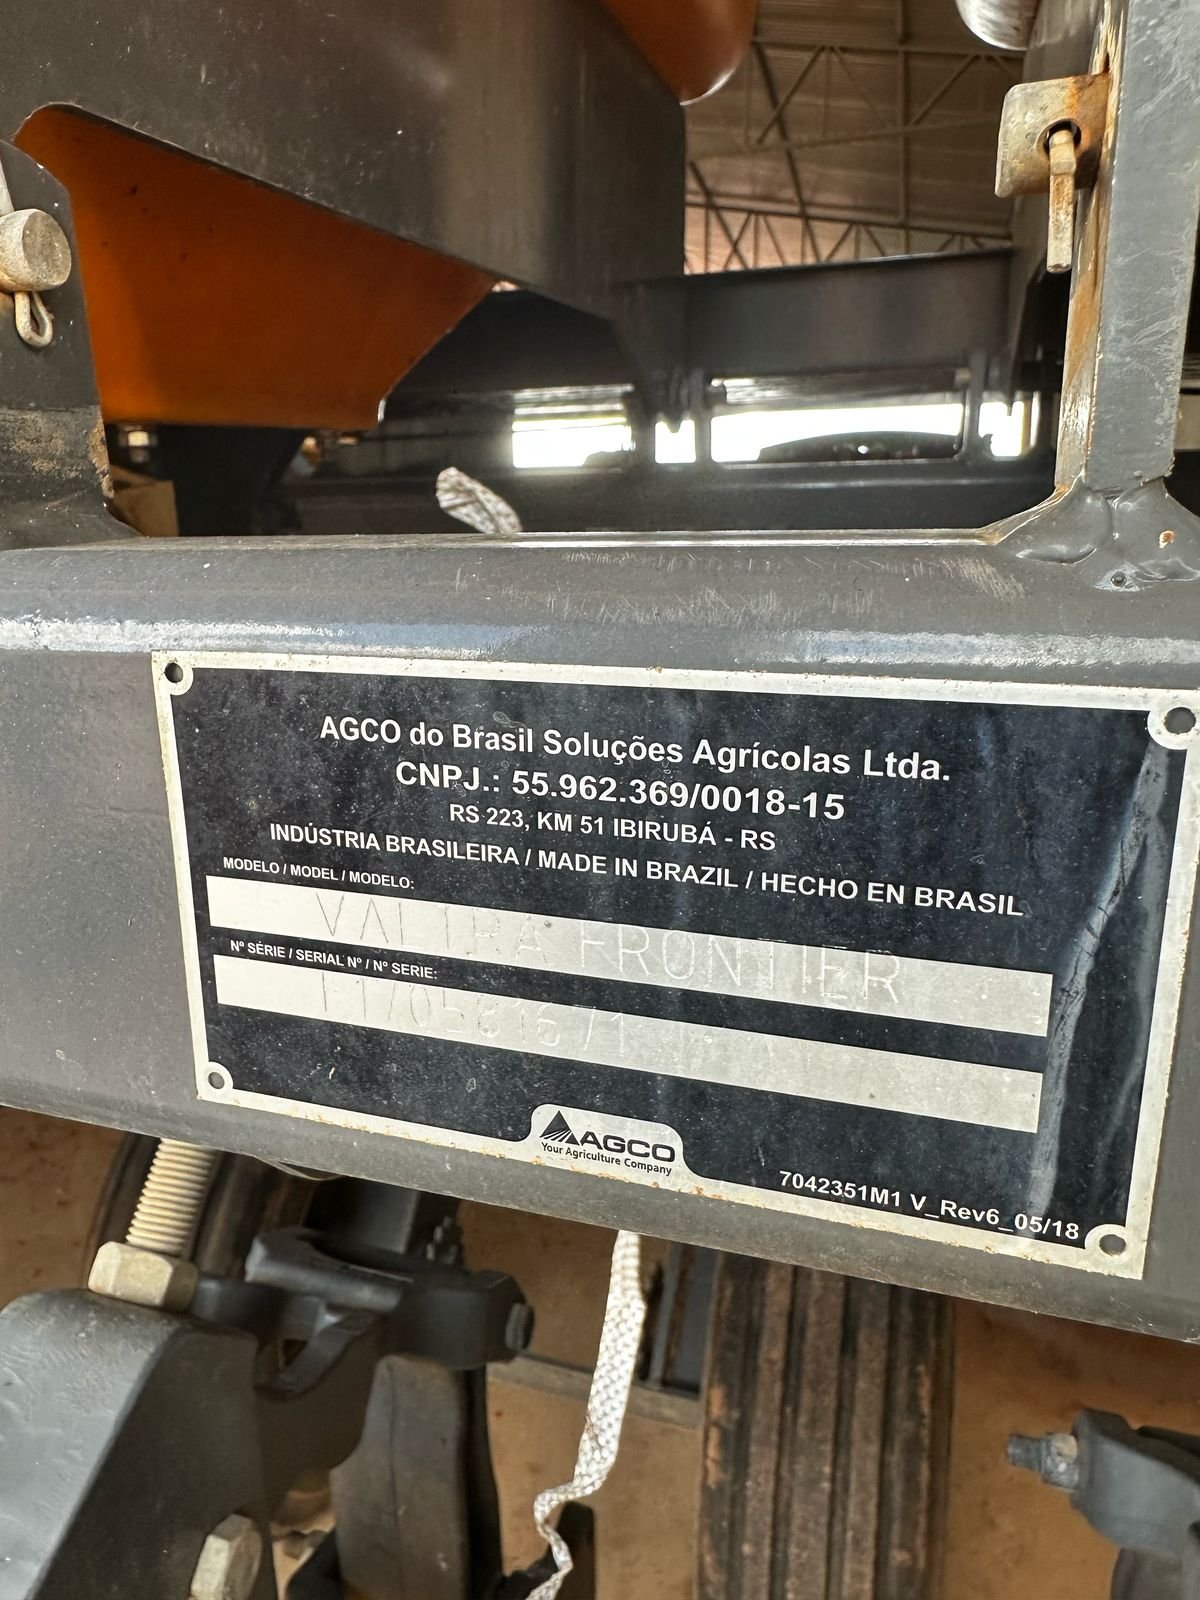 AGCO do Brasil Soluções Agrícolas Ltda.
CNPJ.: 55.962.369/0018-15
RS 223, KM 51 IBIRUBÁ - RS
INDÚSTRIA BRASILEIRA / MADE IN BRAZIL / HECHO EN BRASIL
MODELO / MODEL / MODELO:
VALTRA FRONTIER
Nº SÉRIE / SERIAL Nº / Nº SERIE:
AGCO
Your Agriculture Company
7042351M1 V_Rev6_05/18